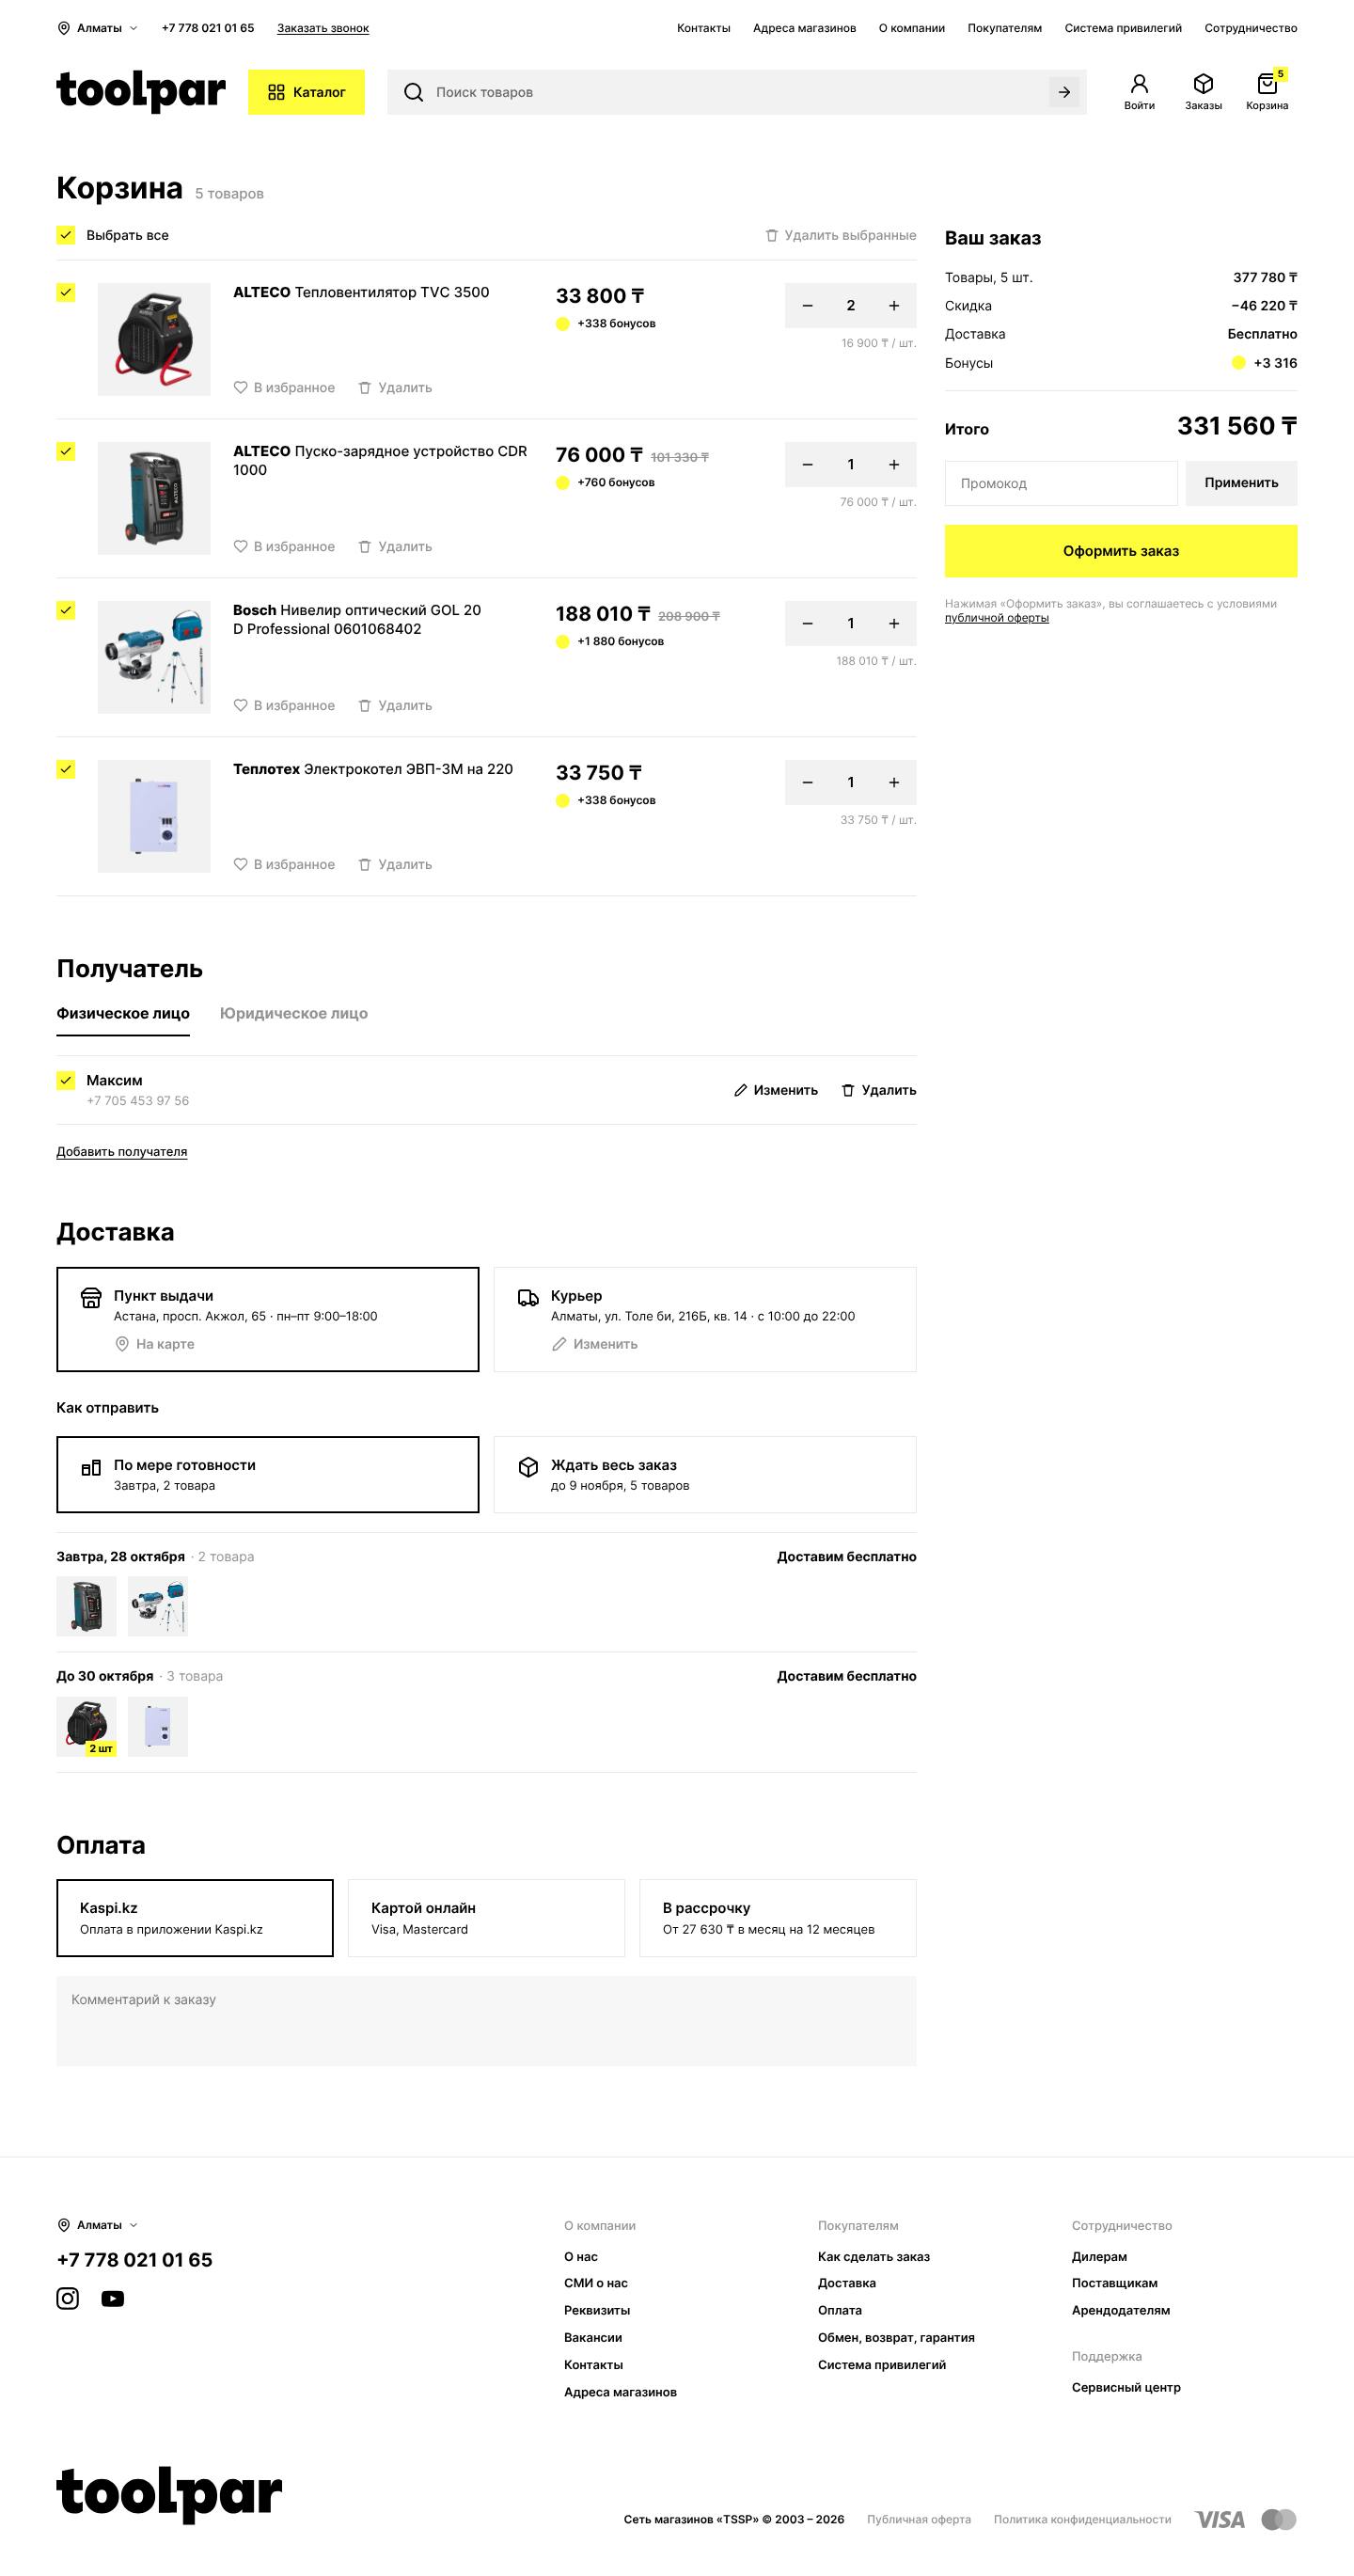 Алматы +7 778 021 01 65 Заказать звонок Контакты Адреса магазинов О компании Покупателям Система привилегий Сотрудничество
toolpar Каталог Поиск товаров Войти Заказы Корзина 5
Корзина 5 товаров
Выбрать все Удалить выбранные
ALTECO Тепловентилятор TVC 3500
33 800 ₸
+338 бонусов
2
16 900 ₸ / шт.
В избранное Удалить
ALTECO Пуско-зарядное устройство CDR
1000
76 000 ₸ 101 330 ₸
+760 бонусов
1
76 000 ₸ / шт.
В избранное Удалить
Bosch Нивелир оптический GOL 20
D Professional 0601068402
188 010 ₸ 208 900 ₸
+1 880 бонусов
1
188 010 ₸ / шт.
В избранное Удалить
Теплотех Электрокотел ЭВП-3М на 220
33 750 ₸
+338 бонусов
1
33 750 ₸ / шт.
В избранное Удалить
Ваш заказ
Товары, 5 шт. 377 780 ₸
Скидка −46 220 ₸
Доставка Бесплатно
Бонусы +3 316
Итого 331 560 ₸
Промокод Применить
Оформить заказ
Нажимая «Оформить заказ», вы соглашаетесь с условиями
публичной оферты
Получатель
Физическое лицо Юридическое лицо
Максим
+7 705 453 97 56
Изменить Удалить
Добавить получателя
Доставка
Пункт выдачи
Астана, просп. Акжол, 65 · пн–пт 9:00–18:00
На карте
Курьер
Алматы, ул. Толе би, 216Б, кв. 14 · с 10:00 до 22:00
Изменить
Как отправить
По мере готовности
Завтра, 2 товара
Ждать весь заказ
до 9 ноября, 5 товаров
Завтра, 28 октября · 2 товара Доставим бесплатно
До 30 октября · 3 товара Доставим бесплатно
2 шт
Оплата
Kaspi.kz
Оплата в приложении Kaspi.kz
Картой онлайн
Visa, Mastercard
В рассрочку
От 27 630 ₸ в месяц на 12 месяцев
Комментарий к заказу
Алматы
+7 778 021 01 65
О компании
О нас
СМИ о нас
Реквизиты
Вакансии
Контакты
Адреса магазинов
Покупателям
Как сделать заказ
Доставка
Оплата
Обмен, возврат, гарантия
Система привилегий
Сотрудничество
Дилерам
Поставщикам
Арендодателям
Поддержка
Сервисный центр
toolpar
Сеть магазинов «TSSP» © 2003 – 2026 Публичная оферта Политика конфиденциальности VISA